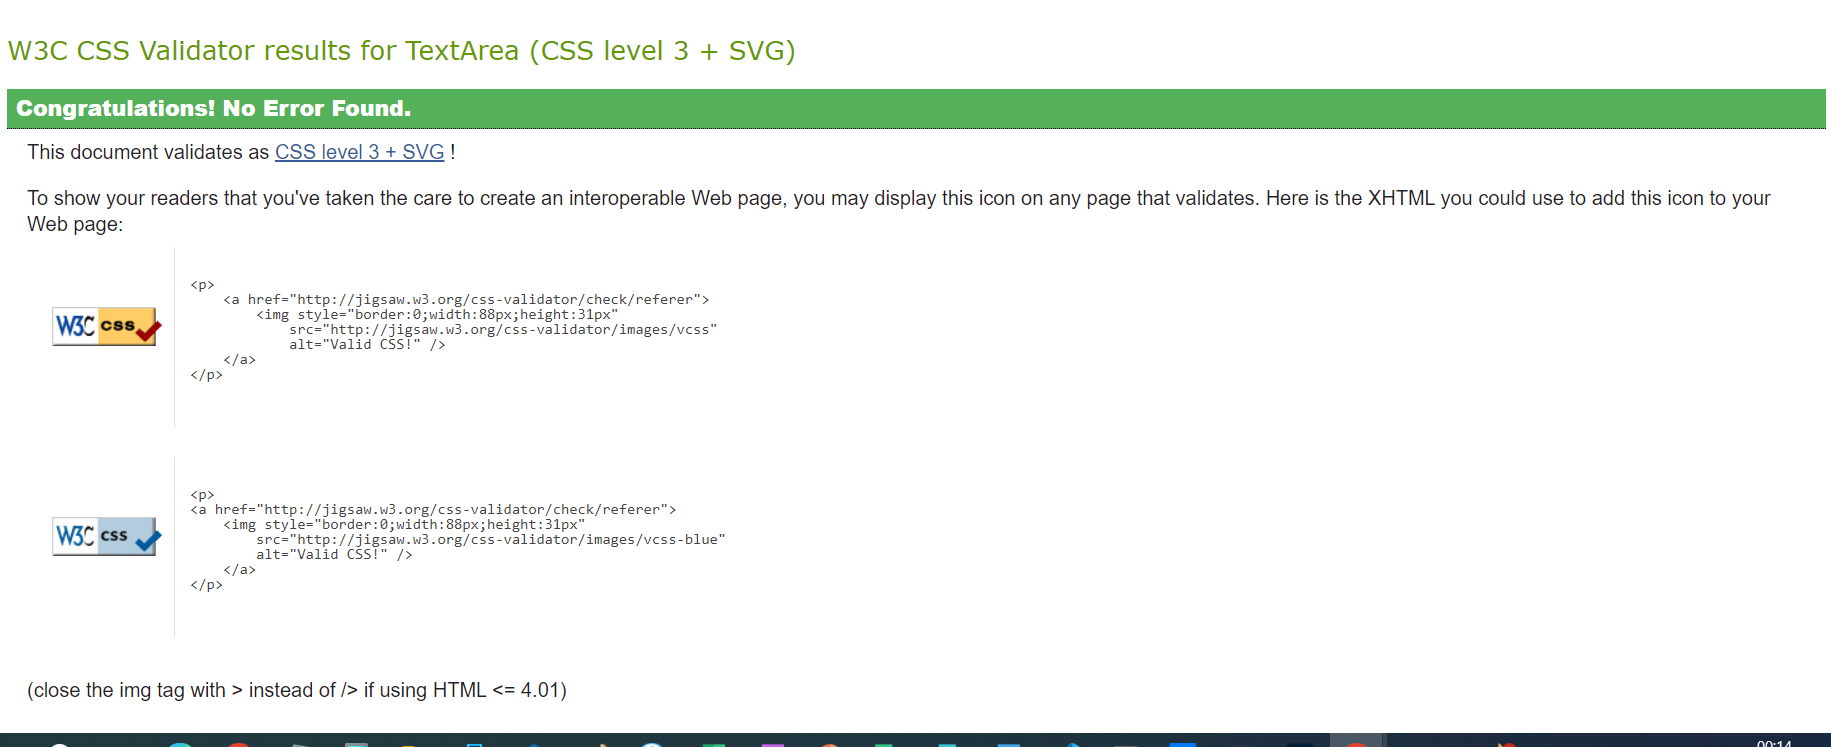 W3C CSS Validator results for TextArea (CSS level 3 + SVG)
Congratulations! No Error Found.
This document validates as CSS level 3 + SVG !
To show your readers that you've taken the care to create an interoperable Web page, you may display this icon on any page that validates. Here is the XHTML you could use to add this icon to your
Web page:
W3C css
<p>
<a href="http://jigsaw.w3.org/css-validator/check/referer">
<img style="border:0;width:88px;height:31px"
src="http://jigsaw.w3.org/css-validator/images/vcss"
alt="Valid CSS!" />
</a>
</p>
W3C css
<p>
<a href="http://jigsaw.w3.org/css-validator/check/referer">
<img style="border:0;width:88px;height:31px"
src="http://jigsaw.w3.org/css-validator/images/vcss-blue"
alt="Valid CSS!" />
</a>
</p>
(close the img tag with > instead of /> if using HTML <= 4.01)